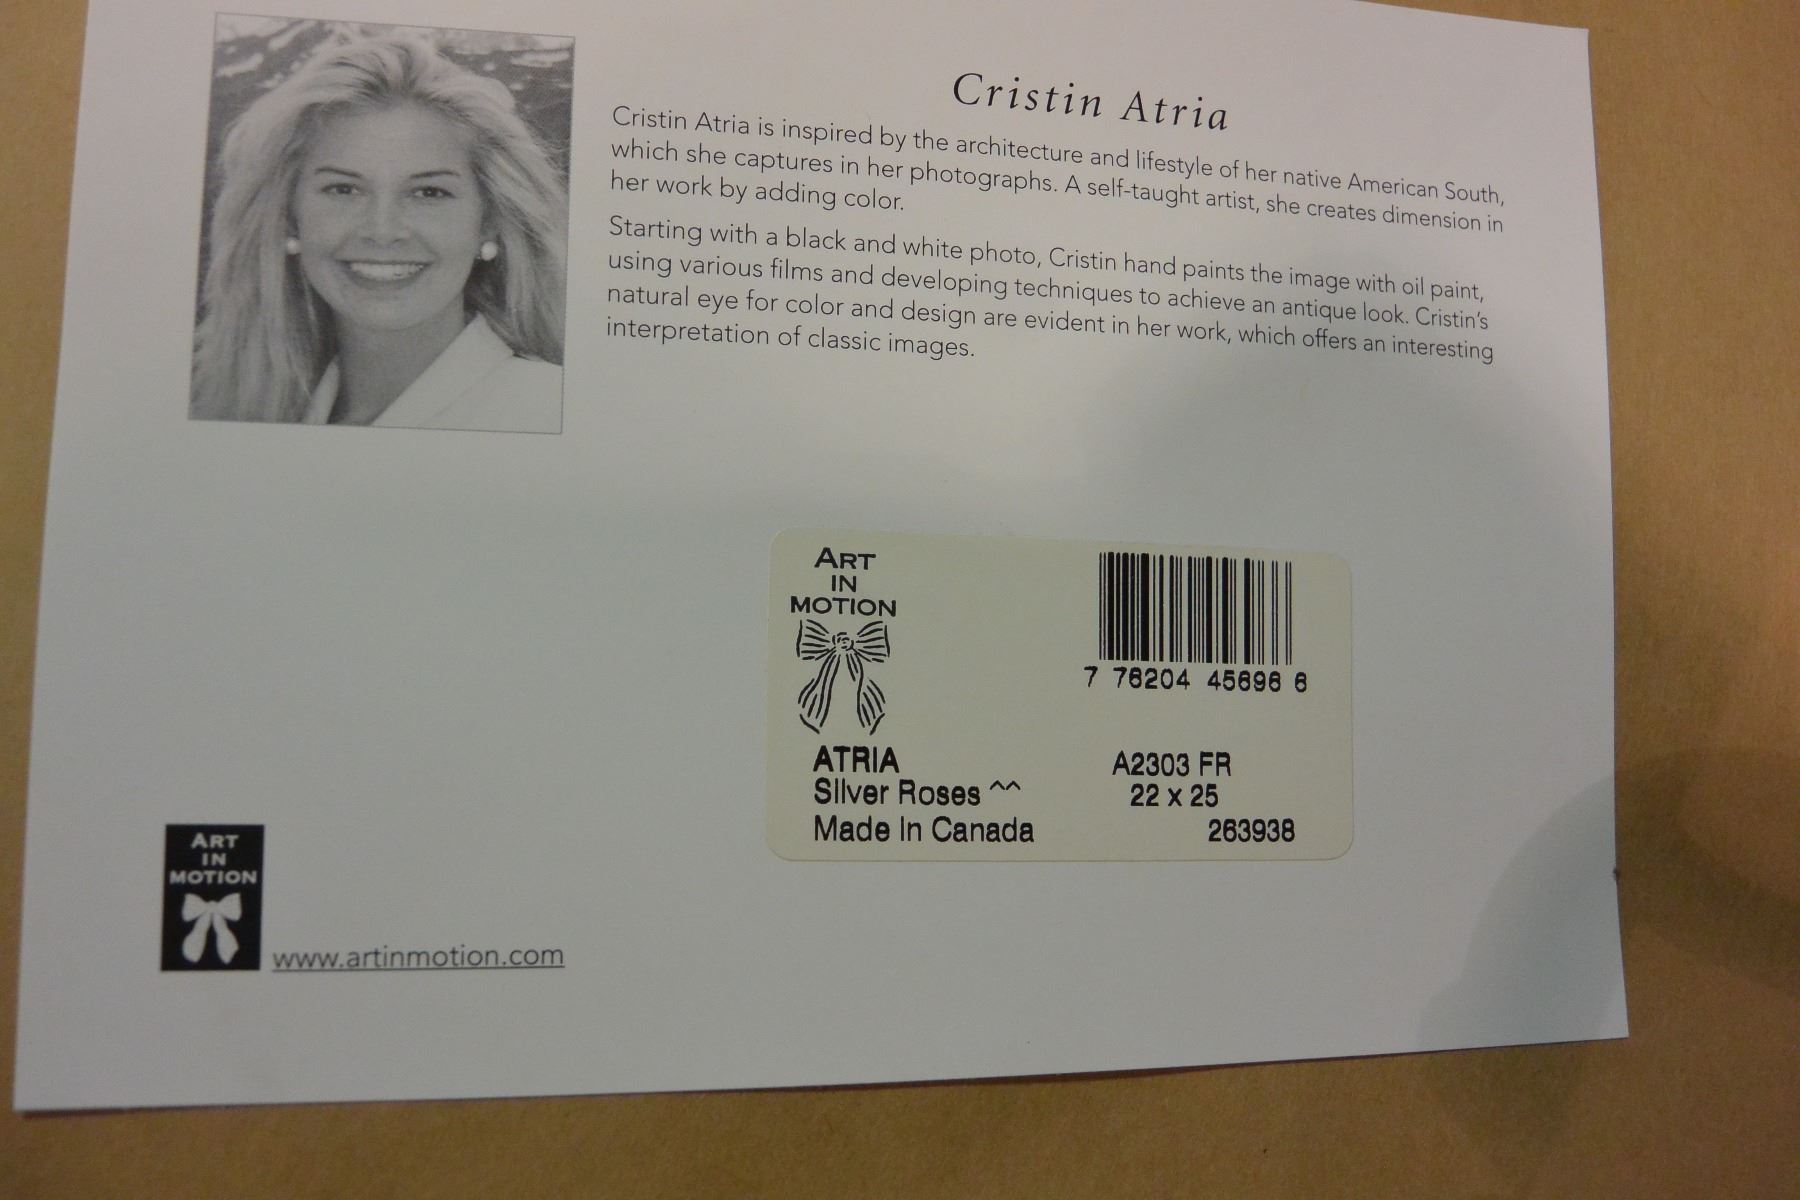 Cristin Atria
Cristin Atria is inspired by the architecture and lifestyle of her native American South,
which she captures in her photographs. A self-taught artist, she creates dimension in
her work by adding color.
Starting with a black and white photo, Cristin hand paints the image with oil paint,
using various films and developing techniques to achieve an antique look. Cristin's
natural eye for color and design are evident in her work, which offers an interesting
interpretation of classic images.
ART
IN
MOTION
7 76204 45696 6
ATRIA
Silver Roses ^^
Made in Canada
A2303 FR
22 x 25
263938
ART
IN
MOTION
www.artinmotion.com